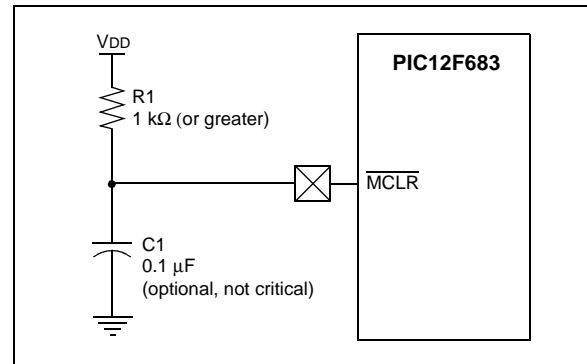 VDD
PIC12F683
R1
1 kΩ (or greater)
MCLR
C1
0.1 μF
(optional, not critical)